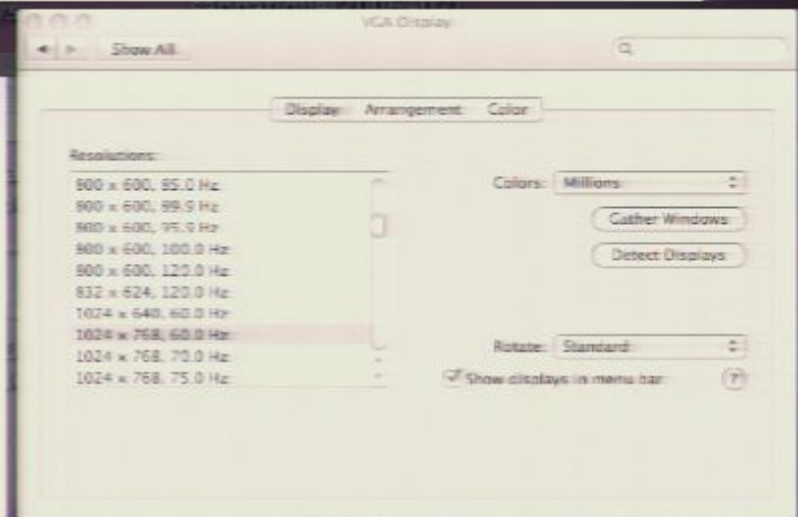 VGA Display
Show All
Display Arrangement Color
Resolutions:
800 x 600, 85.0 Hz
800 x 600, 89.9 Hz
800 x 600, 95.9 Hz
800 x 600, 100.0 Hz
800 x 600, 120.0 Hz
832 x 624, 120.0 Hz
1024 x 640, 60.0 Hz
1024 x 768, 60.0 Hz
1024 x 768, 70.0 Hz
1024 x 768, 75.0 Hz
Colors: Millions
Gather Windows
Detect Displays
Rotate: Standard
Show displays in menu bar
?